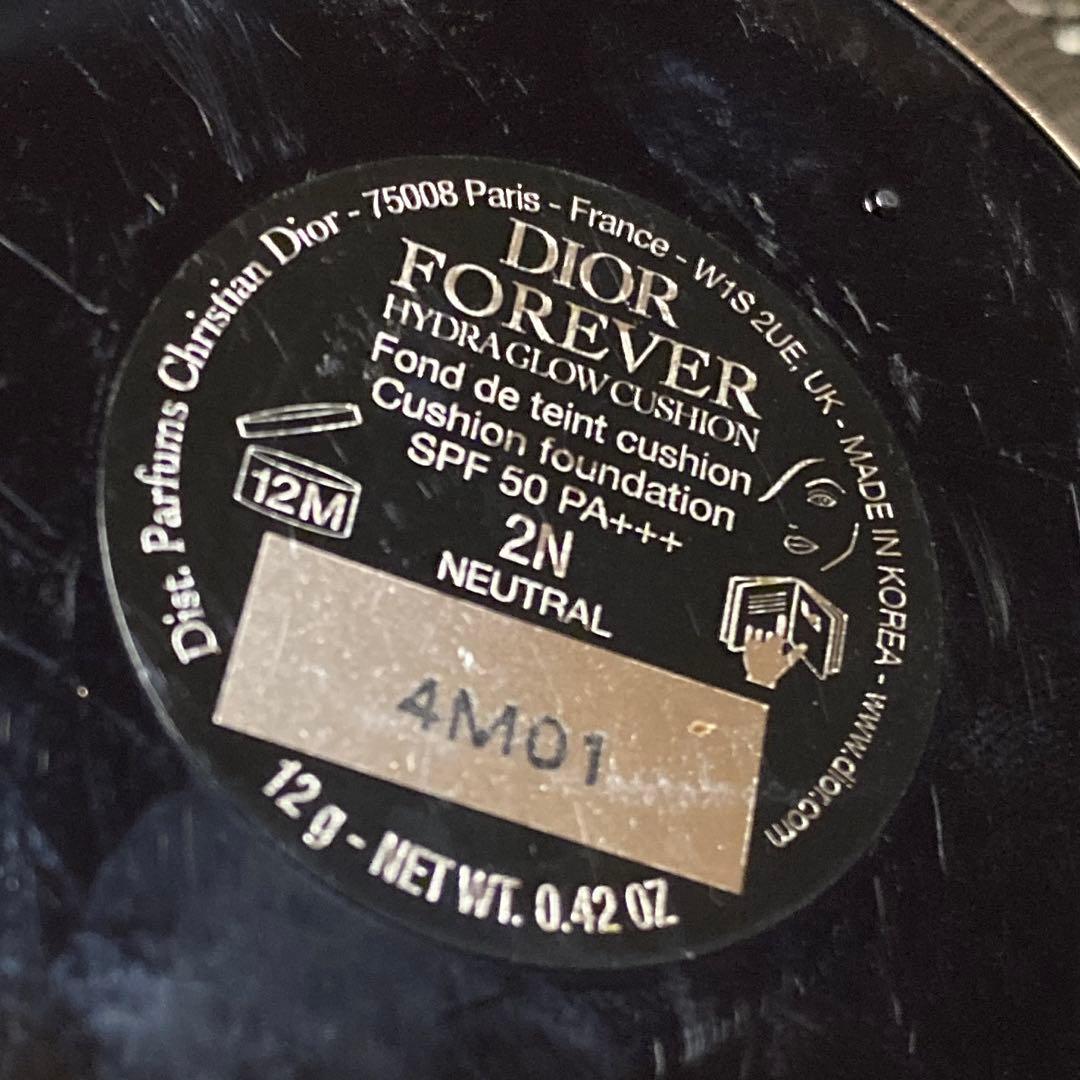 Dist. Parfums Christian Dior - 75008 Paris - France - W1S 2UE, UK - MADE IN KOREA - www.dior.com
DIOR
FOREVER
HYDRA GLOW CUSHION
Fond de teint cushion
Cushion foundation
SPF 50 PA+++
2N
NEUTRAL
12M
4M01
12 g - NET WT. 0.42 OZ.